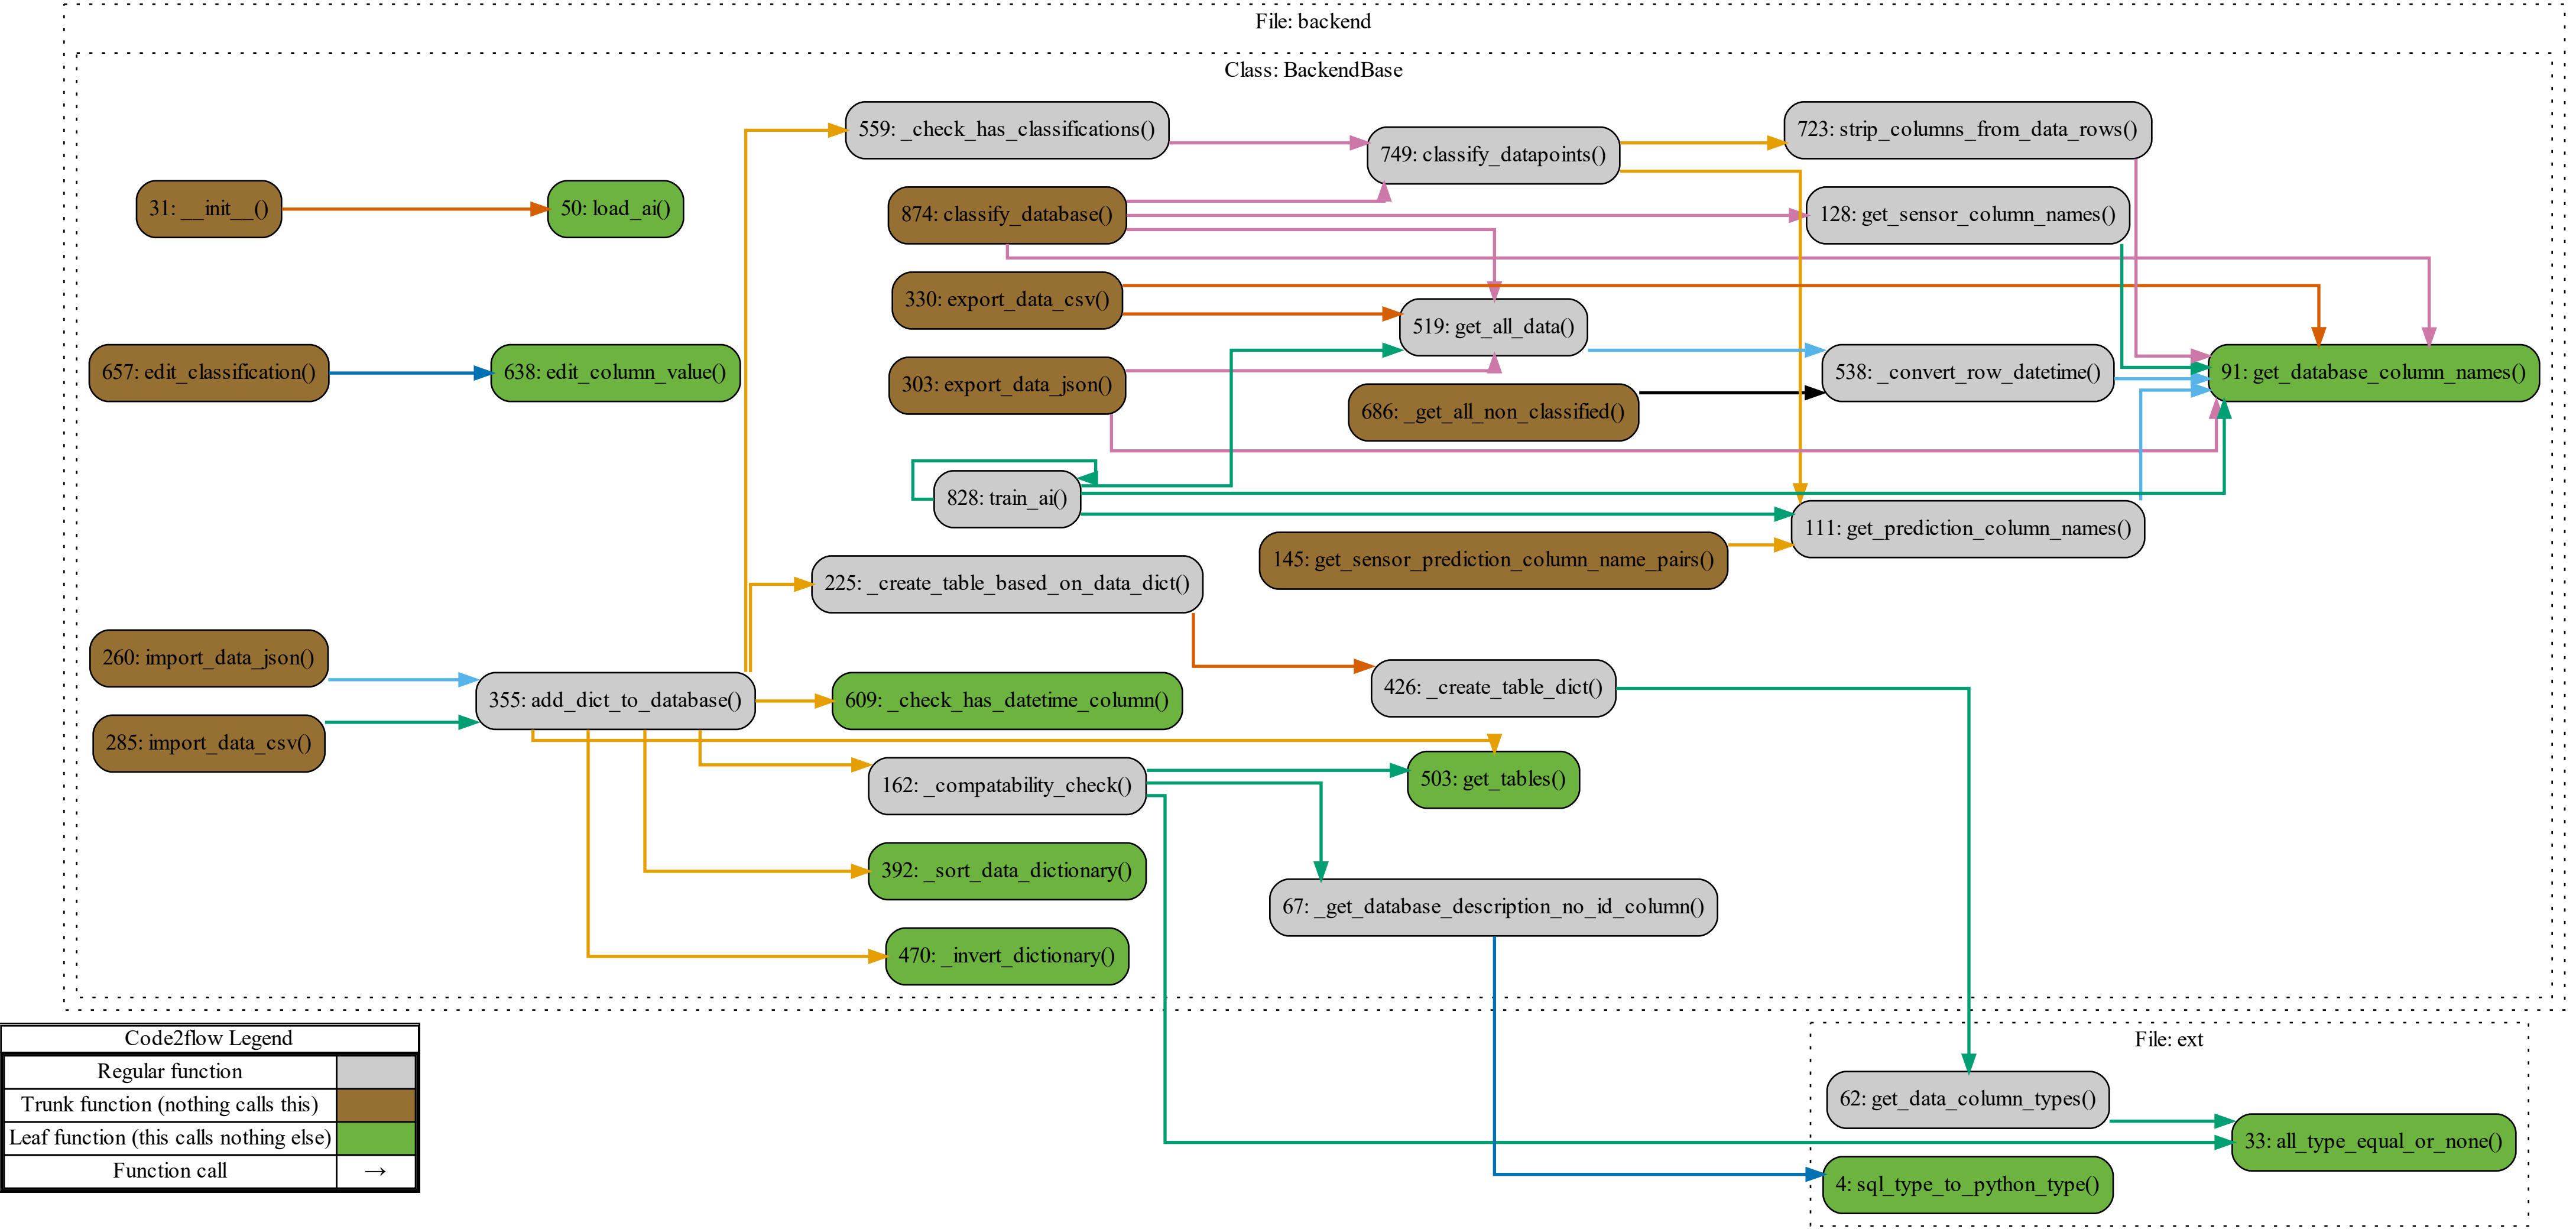 File: backend
Class: BackendBase
559: _check_has_classifications()
723: strip_columns_from_data_rows()
749: classify_datapoints()
31: __init__()
50: load_ai()
874: classify_database()
128: get_sensor_column_names()
330: export_data_csv()
519: get_all_data()
657: edit_classification()
638: edit_column_value()
303: export_data_json()
538: _convert_row_datetime()
91: get_database_column_names()
686: _get_all_non_classified()
828: train_ai()
111: get_prediction_column_names()
145: get_sensor_prediction_column_name_pairs()
225: _create_table_based_on_data_dict()
260: import_data_json()
426: _create_table_dict()
355: add_dict_to_database()
609: _check_has_datetime_column()
285: import_data_csv()
162: _compatability_check()
503: get_tables()
392: _sort_data_dictionary()
67: _get_database_description_no_id_column()
470: _invert_dictionary()
Code2flow Legend
Regular function
Trunk function (nothing calls this)
Leaf function (this calls nothing else)
Function call →
File: ext
62: get_data_column_types()
33: all_type_equal_or_none()
4: sql_type_to_python_type()